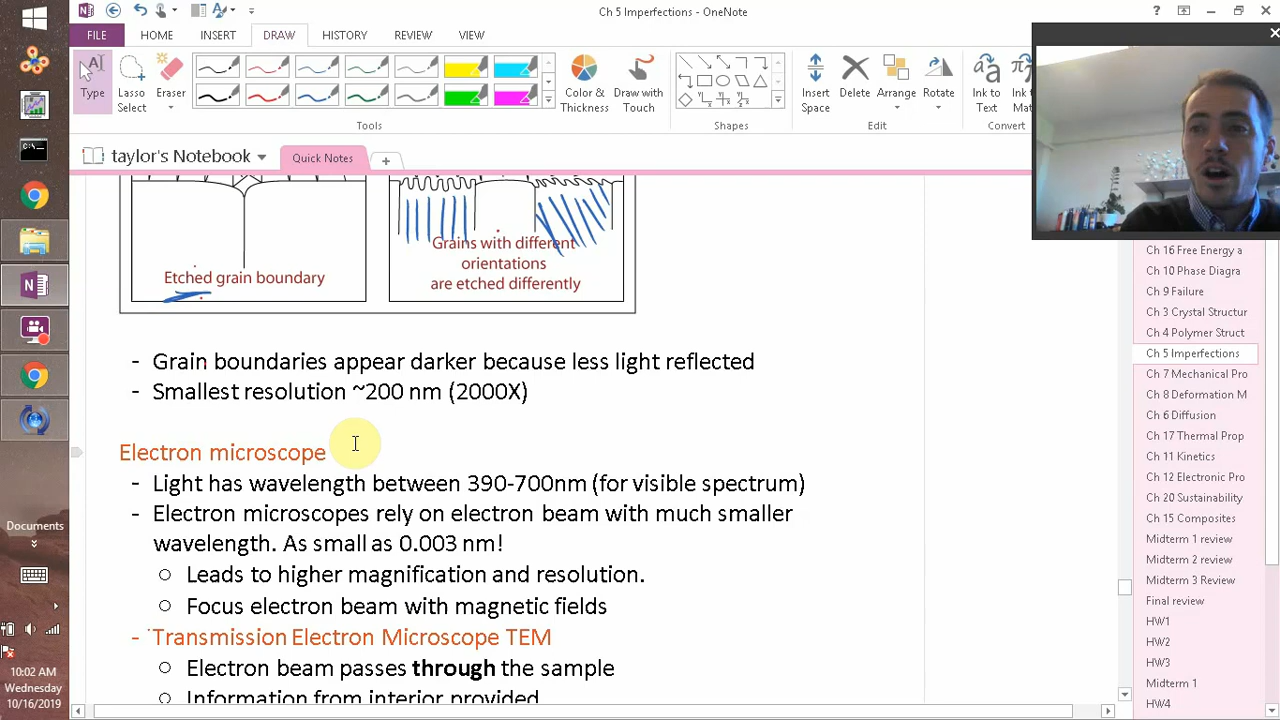 Ch 5 Imperfections - OneNote
FILE
HOME
INSERT
DRAW
HISTORY
REVIEW
VIEW
Type
Lasso
Select
Eraser
Color &
Thickness
Draw with
Touch
Insert
Space
Delete
Arrange
Rotate
Ink to
Text
Ink to
Ma
Tools
Shapes
Edit
Convert
taylor's Notebook
Quick Notes
Etched grain boundary
Grains with different
orientations
are etched differently
- Grain boundaries appear darker because less light reflected
- Smallest resolution ~200 nm (2000X)
Electron microscope
- Light has wavelength between 390-700nm (for visible spectrum)
- Electron microscopes rely on electron beam with much smaller
wavelength. As small as 0.003 nm!
○ Leads to higher magnification and resolution.
○ Focus electron beam with magnetic fields
- Transmission Electron Microscope TEM
○ Electron beam passes through the sample
○ Information from interior provided
Ch 16 Free Energy a
Ch 10 Phase Diagra
Ch 9 Failure
Ch 3 Crystal Structur
Ch 4 Polymer Struct
Ch 5 Imperfections
Ch 7 Mechanical Pro
Ch 8 Deformation M
Ch 6 Diffusion
Ch 17 Thermal Prop
Ch 11 Kinetics
Ch 12 Electronic Pro
Ch 20 Sustainability
Ch 15 Composites
Midterm 1 review
Midterm 2 review
Midterm 3 Review
Final review
HW1
HW2
HW3
Midterm 1
HW4
Documents
10:02 AM
Wednesday
10/16/2019